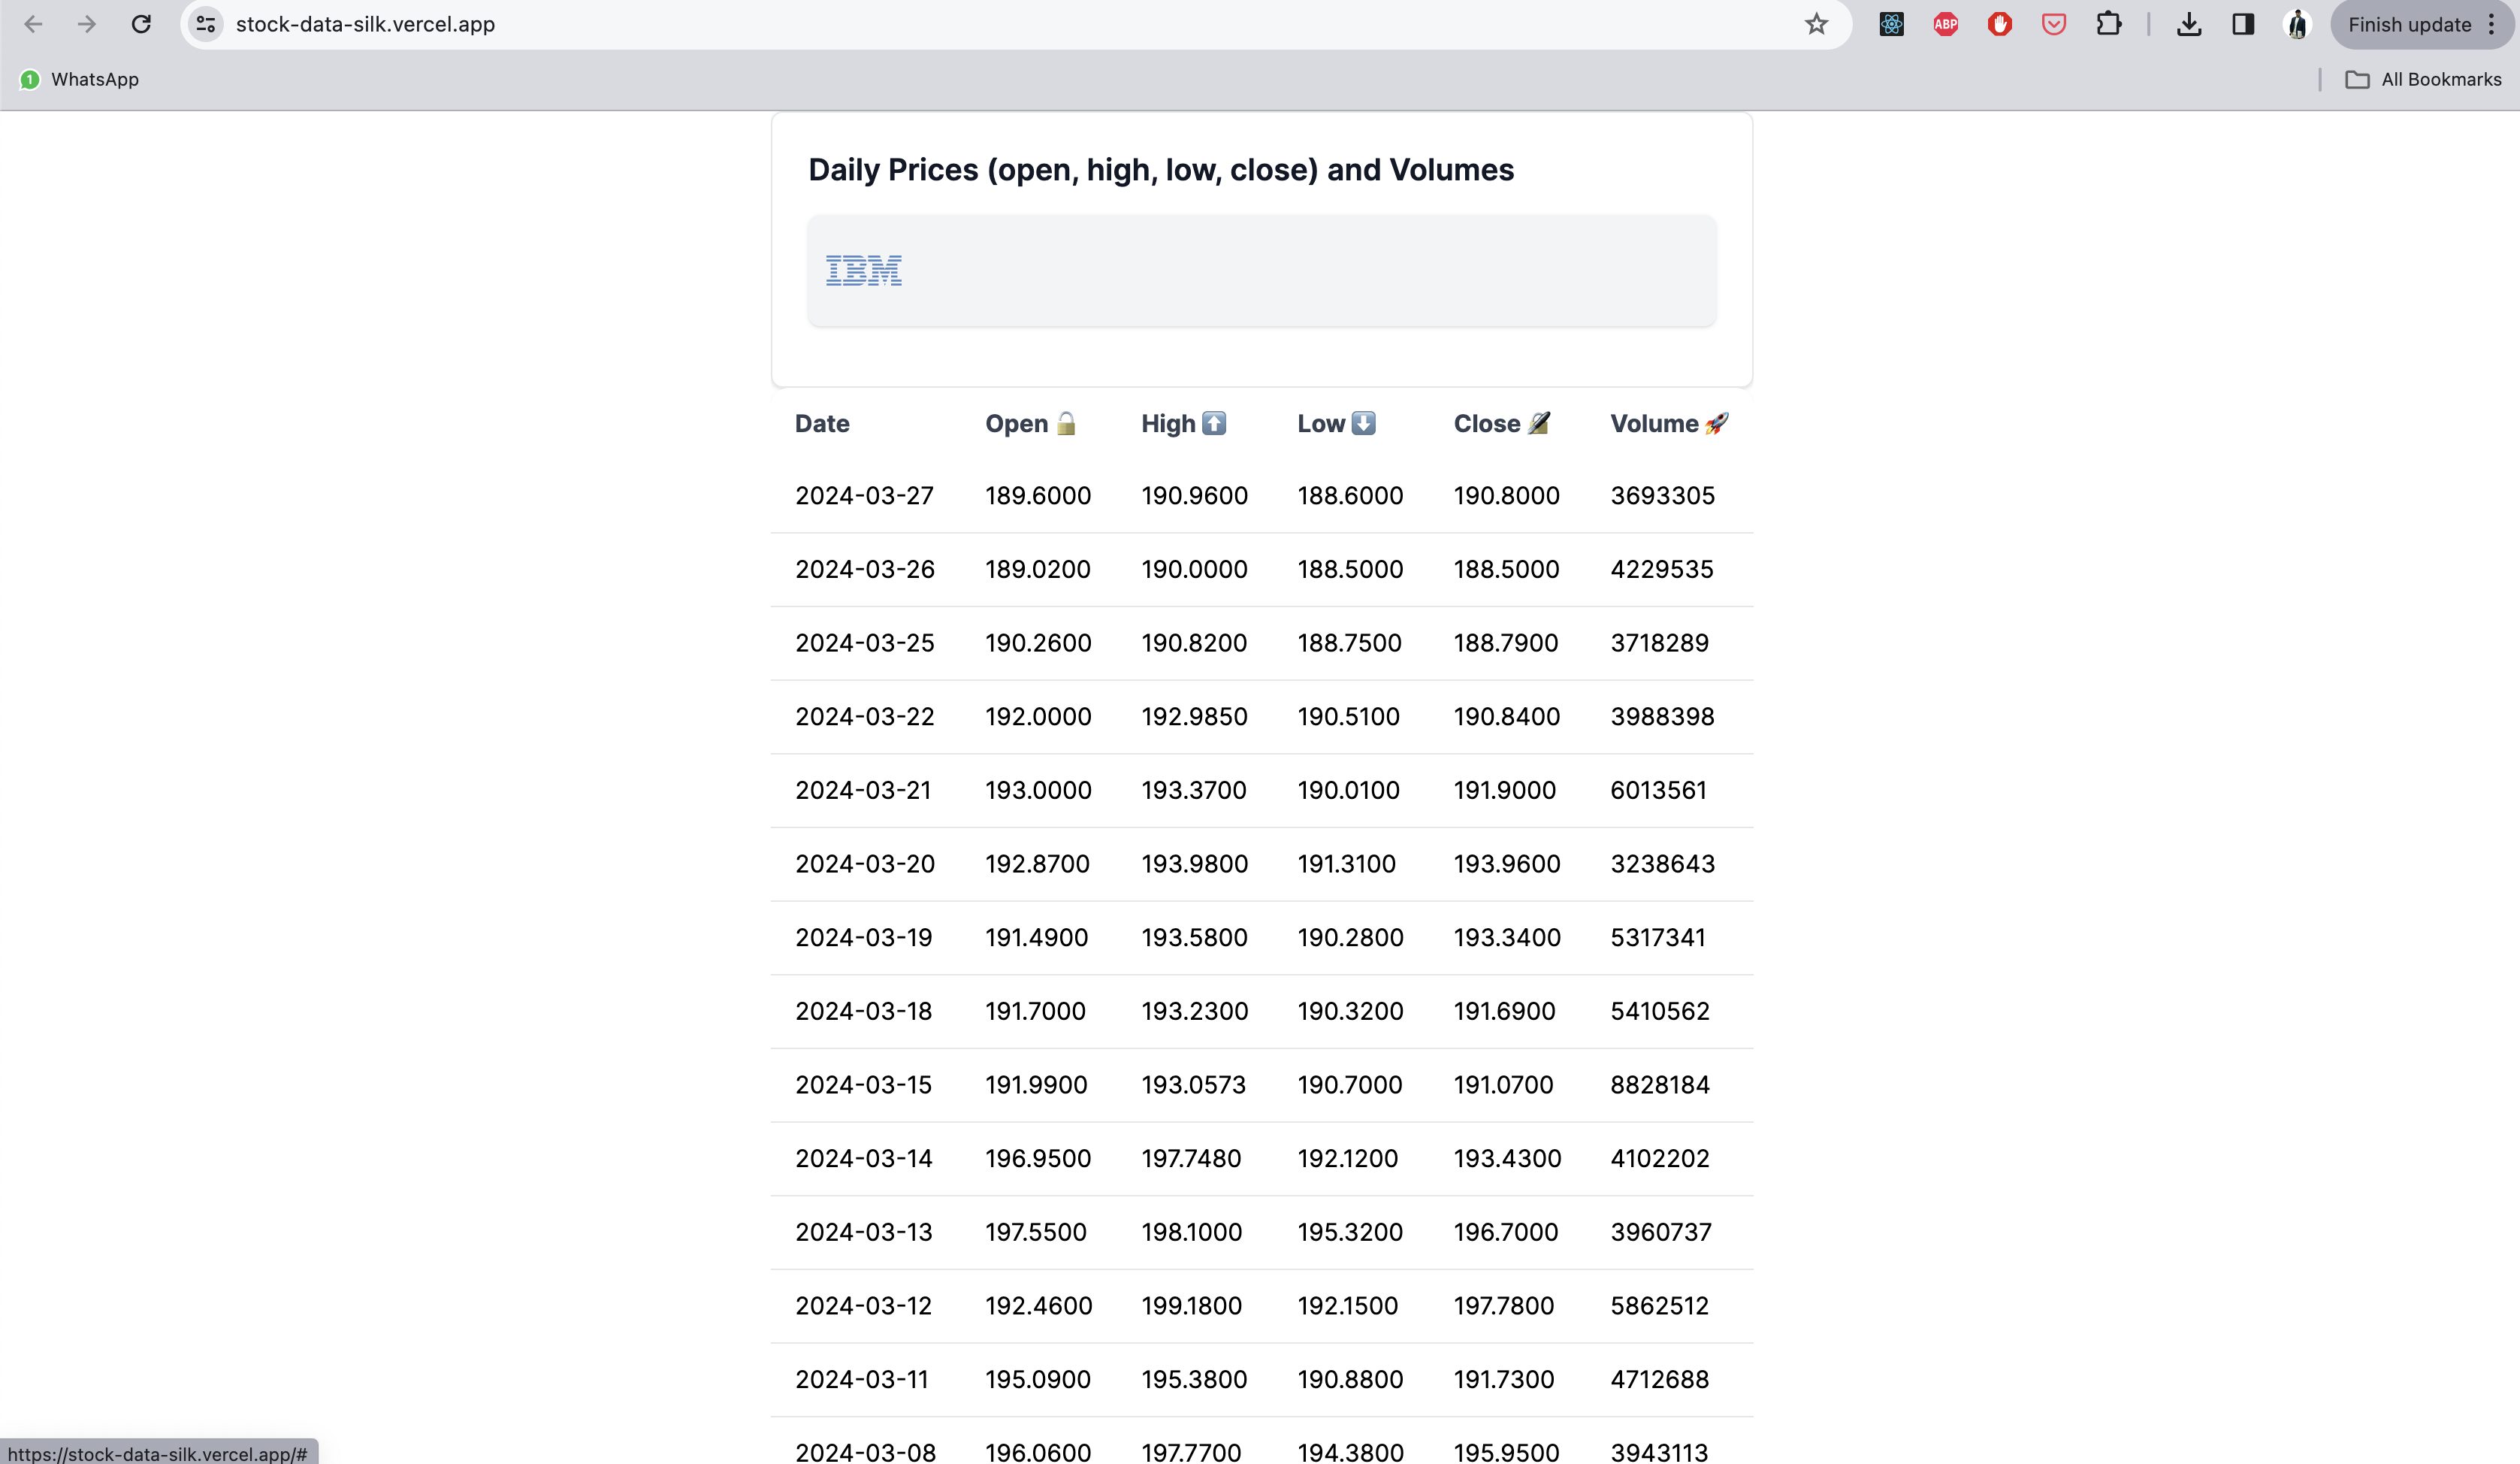 stock-data-silk.vercel.app
ABP
Finish update
1 WhatsApp
All Bookmarks
Daily Prices (open, high, low, close) and Volumes
IBM
Date Open High Low Close Volume
2024-03-27 189.6000 190.9600 188.6000 190.8000 3693305
2024-03-26 189.0200 190.0000 188.5000 188.5000 4229535
2024-03-25 190.2600 190.8200 188.7500 188.7900 3718289
2024-03-22 192.0000 192.9850 190.5100 190.8400 3988398
2024-03-21 193.0000 193.3700 190.0100 191.9000 6013561
2024-03-20 192.8700 193.9800 191.3100 193.9600 3238643
2024-03-19 191.4900 193.5800 190.2800 193.3400 5317341
2024-03-18 191.7000 193.2300 190.3200 191.6900 5410562
2024-03-15 191.9900 193.0573 190.7000 191.0700 8828184
2024-03-14 196.9500 197.7480 192.1200 193.4300 4102202
2024-03-13 197.5500 198.1000 195.3200 196.7000 3960737
2024-03-12 192.4600 199.1800 192.1500 197.7800 5862512
2024-03-11 195.0900 195.3800 190.8800 191.7300 4712688
2024-03-08 196.0600 197.7700 194.3800 195.9500 3943113
https://stock-data-silk.vercel.app/#